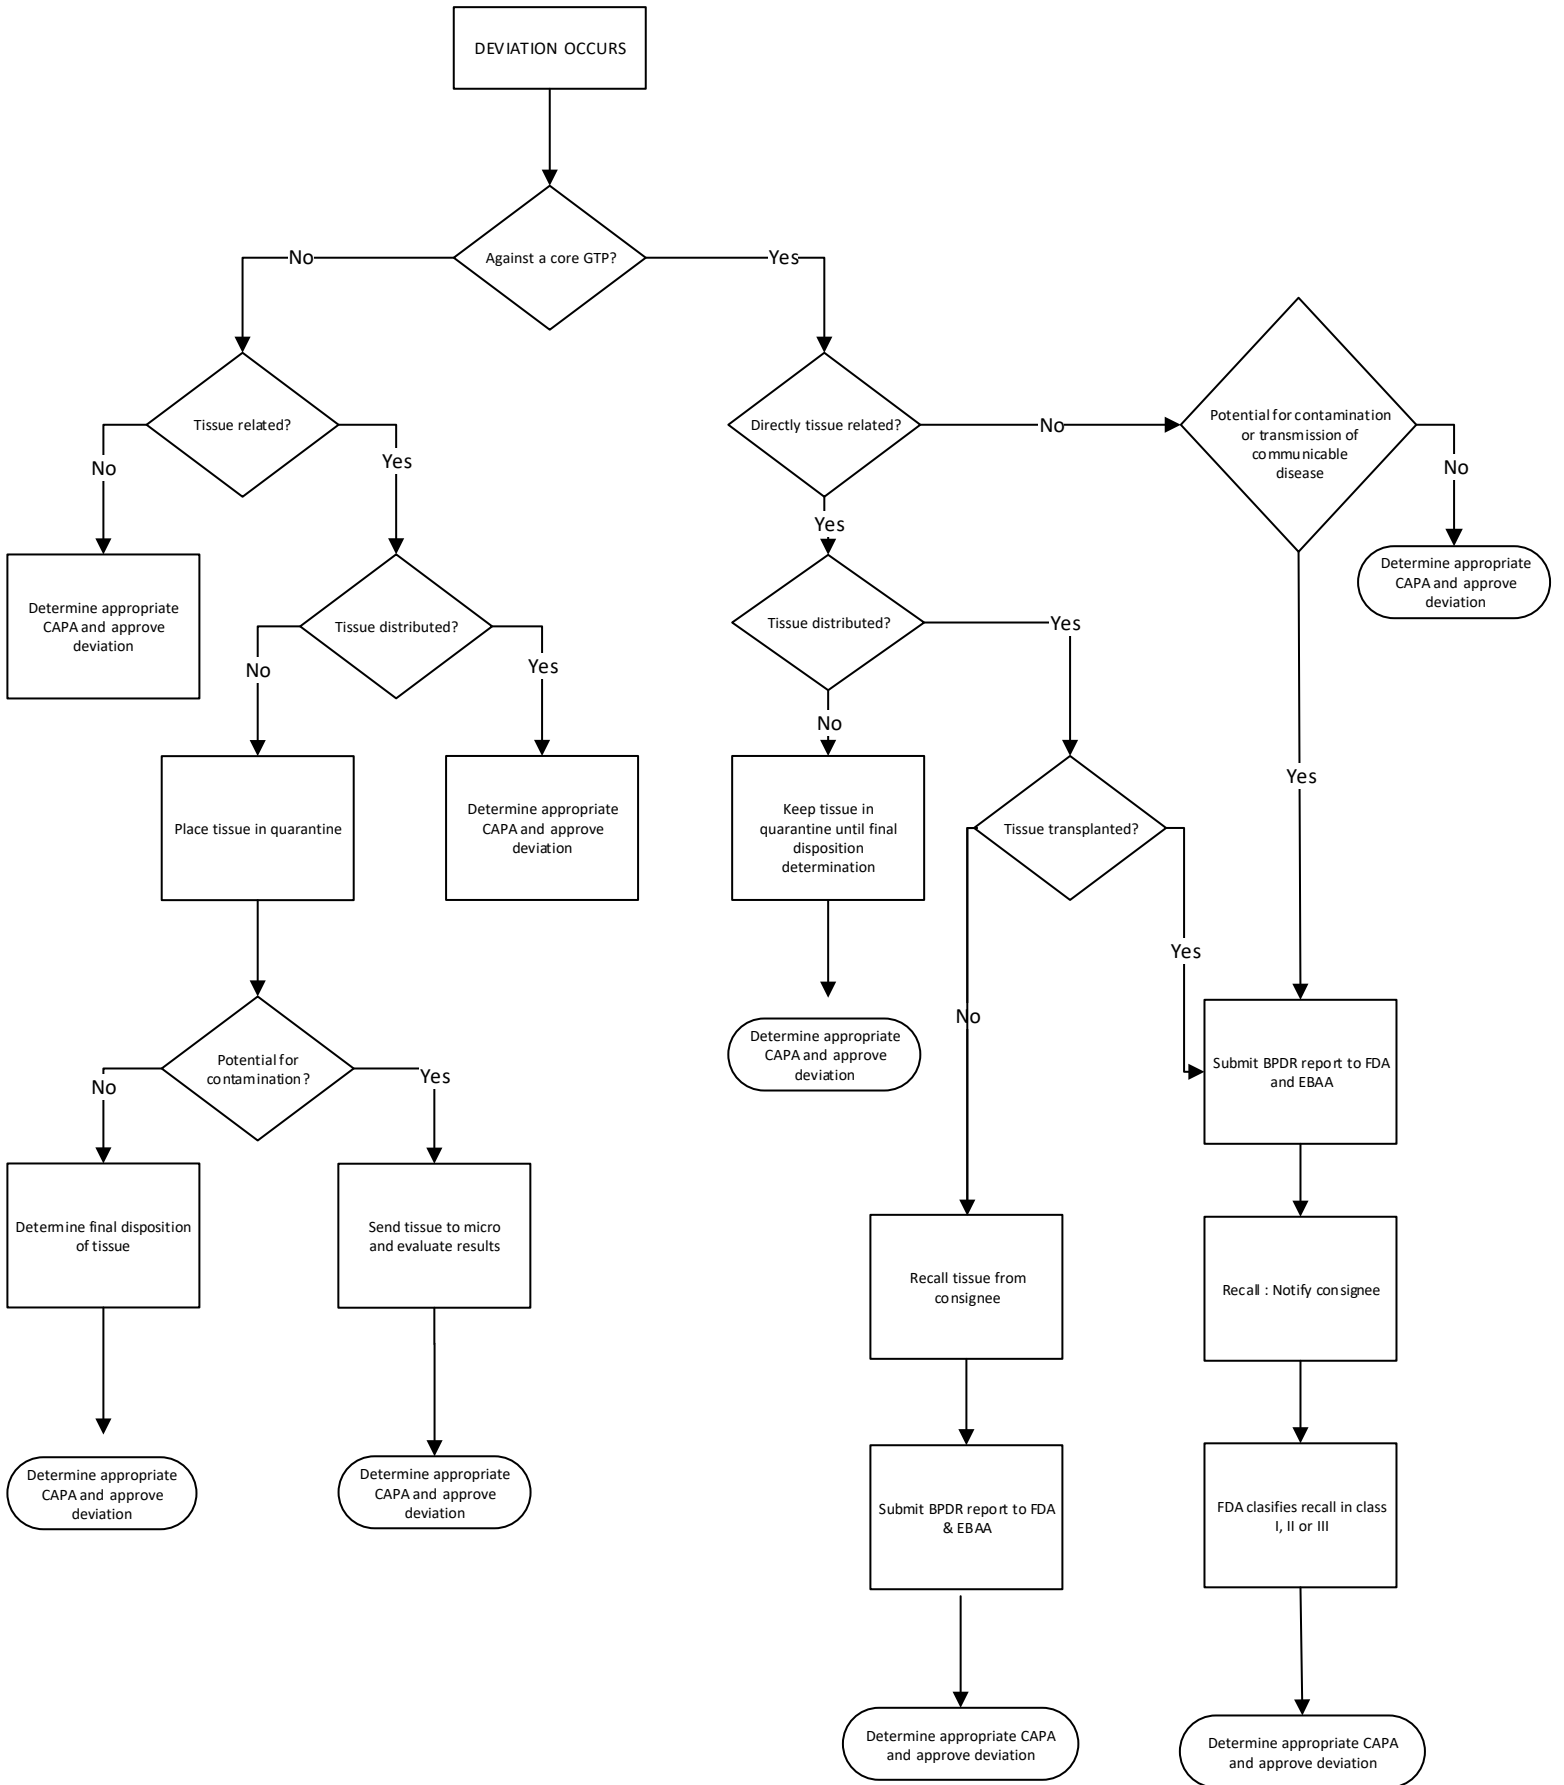 DEVIATION OCCURS
Against a core GTP?
No
Yes
Tissue related?
Directly tissue related?
No
Potential for contamination
or transmission of
communicable
disease
No
Yes
No
Yes
Determine appropriate
CAPA and approve
deviation
Determine appropriate
CAPA and approve
deviation
Tissue distributed?
Tissue distributed?
Yes
No
Yes
No
Yes
Place tissue in quarantine
Determine appropriate
CAPA and approve
deviation
Keep tissue in
quarantine until final
disposition
determination
Tissue transplanted?
Yes
No
Potential for
contamination?
Determine appropriate
CAPA and approve
deviation
Submit BPDR report to FDA
and EBAA
No
Yes
Determine final disposition
of tissue
Send tissue to micro
and evaluate results
Recall tissue from
consignee
Recall : Notify consignee
Determine appropriate
CAPA and approve
deviation
Determine appropriate
CAPA and approve
deviation
Submit BPDR report to FDA
& EBAA
FDA clasifies recall in class
I, II or III
Determine appropriate CAPA
and approve deviation
Determine appropriate CAPA
and approve deviation